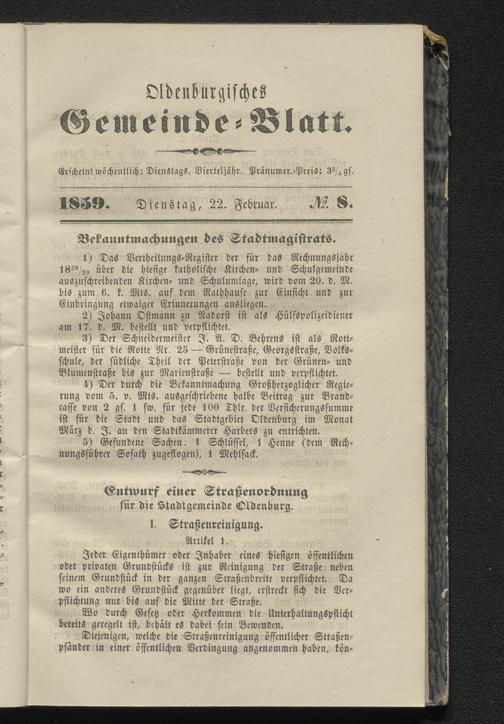 Oldenburgisches
Gemeinde-Blatt.
Erscheint wöchentlich: Dienstags. Vierteljähr. Pränumer.-Preis: 3¾ gs.
1859. Dienstag, 22. Februar. № 8.
Bekanntmachungen des Stadtmagistrats.
1) Das Vertheilungs-Register der für das Rechnungsjahr
18⁵⁸/₅₉ über die hiesige katholische Kirchen- und Schulgemeinde
auszuschreibenden Kirchen- und Schulumlage, wird vom 20. d. M.
bis zum 6. k. Mts. auf dem Rathhause zur Einsicht und zur
Einbringung etwaiger Erinnerungen ausliegen.
2) Johann Ostmann zu Nadorst ist als Hülfspolizeidiener
am 17. d. M. bestellt und verpflichtet.
3) Der Schneidermeister J. A. D. Behrens ist als Rott-
meister für die Rotte Nr. 25 — Grünestraße, Georgstraße, Volks-
schule, der südliche Theil der Peterstraße von der Grünen- und
Blumenstraße bis zur Marienstraße — bestellt und verpflichtet.
4) Der durch die Bekanntmachung Großherzoglicher Regie-
rung vom 5. v. Mts. ausgeschriebene halbe Beitrag zur Brand-
casse von 2 gs. 1 sw. für jede 100 Thlr. der Versicherungssumme
ist für die Stadt und das Stadtgebiet Oldenburg im Monat
März d. J. an den Stadtkämmerer Harbers zu entrichten.
5) Gefundene Sachen. 1 Schlüssel, 1 Henne (dem Rech-
nungsführer Sosath zugeflogen), 1 Mehlsack.
Entwurf einer Straßenordnung
für die Stadtgemeinde Oldenburg.
I. Straßenreinigung.
Artikel 1.
Jeder Eigenthümer oder Inhaber eines hiesigen öffentlichen
oder privaten Grundstücks ist zur Reinigung der Straße neben
seinem Grundstück in der ganzen Straßenbreite verpflichtet. Da
wo ein anderes Grundstück gegenüber liegt, erstreckt sich die Ver-
pflichtung nur bis auf die Mitte der Straße.
Wo durch Gesetz oder Herkommen die Unterhaltungspflicht
bereits geregelt ist, behält es dabei sein Bewenden.
Diejenigen, welche die Straßenreinigung öffentlicher Straßen-
pfänder in einer öffentlichen Verdingung angenommen haben, kön-